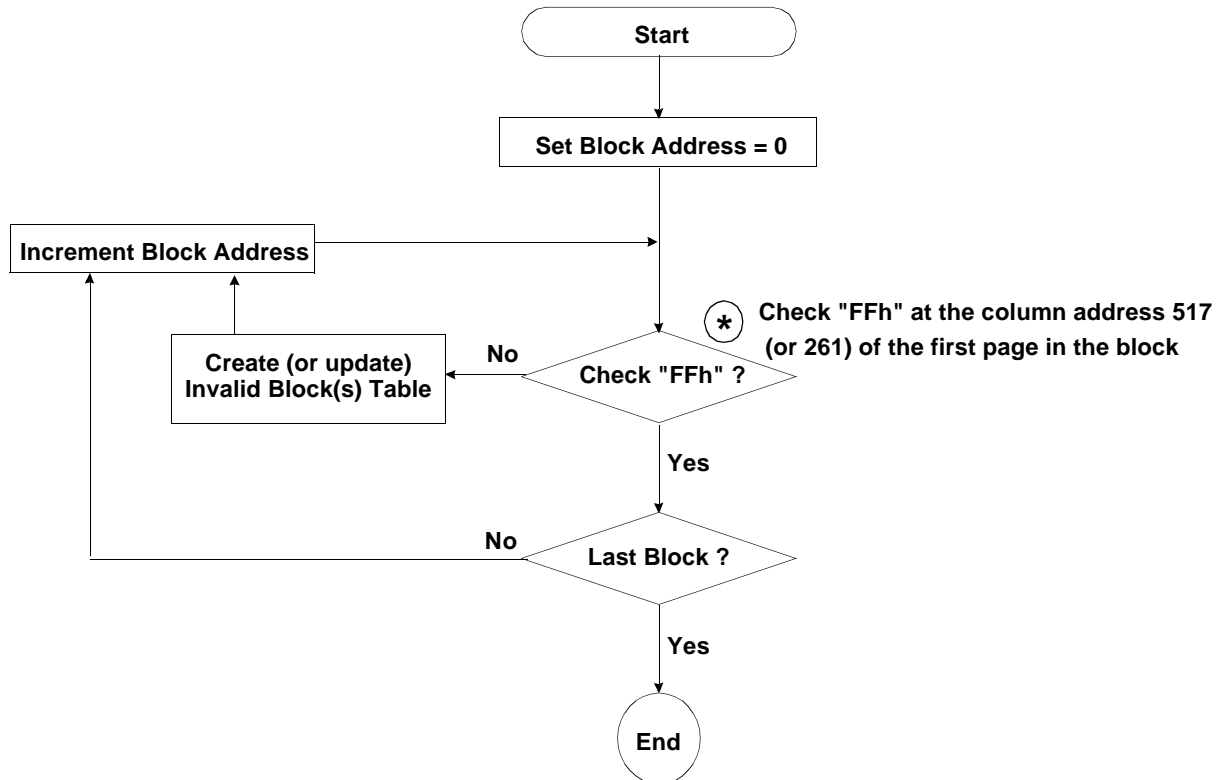 Start
Set Block Address = 0
Increment Block Address
* Check "FFh" at the column address 517
(or 261) of the first page in the block
Create (or update)
Invalid Block(s) Table
No
Check "FFh" ?
Yes
No
Last Block ?
Yes
End